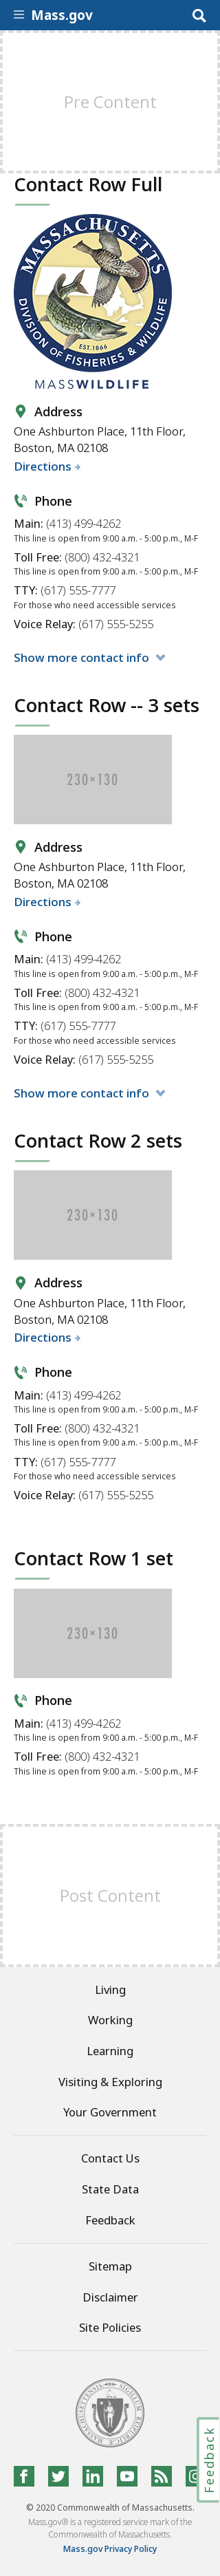 Mass.gov
Pre Content
Contact Row Full
MASSACHUSETTS
EST.1866
DIVISION OF FISHERIES & WILDLIFE
MASSWILDLIFE
Address
One Ashburton Place, 11th Floor,
Boston, MA 02108
Directions
Phone
Main: (413) 499-4262
This line is open from 9:00 a.m. - 5:00 p.m., M-F
Toll Free: (800) 432-4321
This line is open from 9:00 a.m. - 5:00 p.m., M-F
TTY: (617) 555-7777
For those who need accessible services
Voice Relay: (617) 555-5255
Show more contact info
Contact Row -- 3 sets
230×130
Address
One Ashburton Place, 11th Floor,
Boston, MA 02108
Directions
Phone
Main: (413) 499-4262
This line is open from 9:00 a.m. - 5:00 p.m., M-F
Toll Free: (800) 432-4321
This line is open from 9:00 a.m. - 5:00 p.m., M-F
TTY: (617) 555-7777
For those who need accessible services
Voice Relay: (617) 555-5255
Show more contact info
Contact Row 2 sets
230×130
Address
One Ashburton Place, 11th Floor,
Boston, MA 02108
Directions
Phone
Main: (413) 499-4262
This line is open from 9:00 a.m. - 5:00 p.m., M-F
Toll Free: (800) 432-4321
This line is open from 9:00 a.m. - 5:00 p.m., M-F
TTY: (617) 555-7777
For those who need accessible services
Voice Relay: (617) 555-5255
Contact Row 1 set
230×130
Phone
Main: (413) 499-4262
This line is open from 9:00 a.m. - 5:00 p.m., M-F
Toll Free: (800) 432-4321
This line is open from 9:00 a.m. - 5:00 p.m., M-F
Post Content
Living
Working
Learning
Visiting & Exploring
Your Government
Contact Us
State Data
Feedback
Sitemap
Disclaimer
Site Policies
Feedback
© 2020 Commonwealth of Massachusetts.
Mass.gov® is a registered service mark of the
Commonwealth of Massachusetts.
Mass.gov Privacy Policy